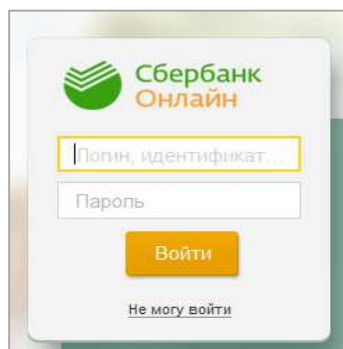 Сбербанк
Онлайн
Логин, идентификат...
Пароль
Войти
Не могу войти